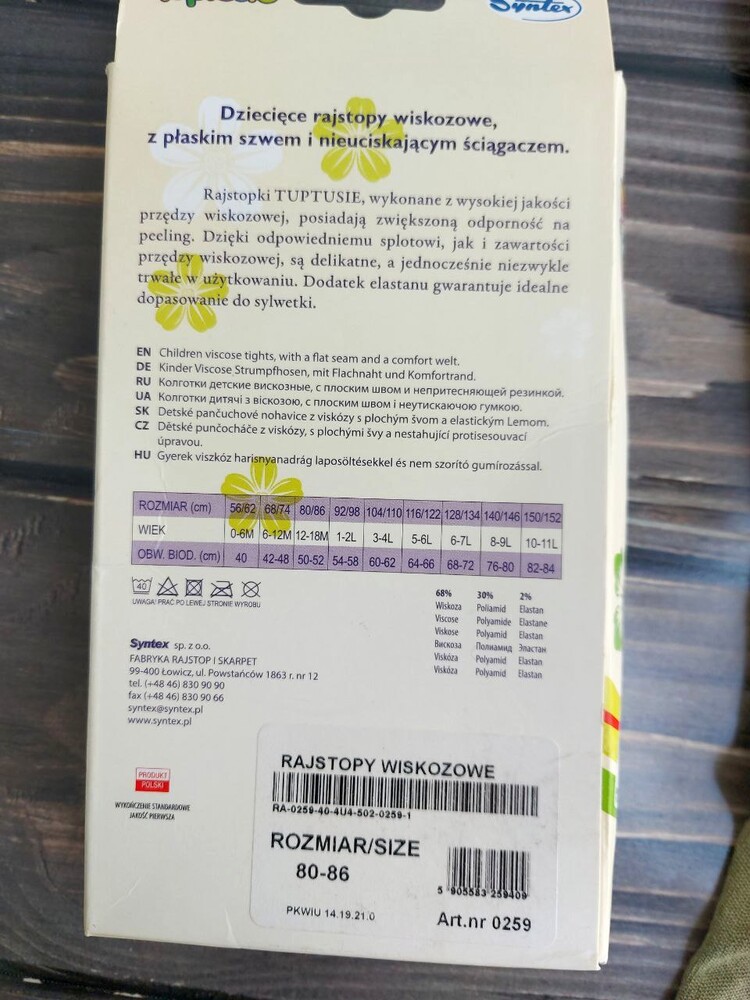 Syntex
Dziecięce rajstopy wiskozowe,
z płaskim szwem i nieuciskającym ściągaczem.
Rajstopki TUPTUSIE, wykonane z wysokiej jakości
przędzy wiskozowej, posiadają zwiększoną odporność na
peeling. Dzięki odpowiedniemu splotowi, jak i zawartości
przędzy wiskozowej, są delikatne, a jednocześnie niezwykle
trwałe w użytkowaniu. Dodatek elastanu gwarantuje idealne
dopasowanie do sylwetki.
EN Children viscose tights, with a flat seam and a comfort welt.
DE Kinder Viscose Strumpfhosen, mit Flachnaht und Komfortrand.
RU Колготки детские вискозные, с плоским швом и непритесняющей резинкой.
UA Колготки дитячі з віскозою, с плоским швом і неутискаючою гумкою.
SK Detské pančuchové nohavice z viskózy s plochým švom a elastickým Lemom.
CZ Dětské punčocháče z viskózy, s plochými švy a nestahující protisesouvací
úpravou.
HU Gyerek viszkóz harisnyanadrág laposöltésekkel és nem szorító gumírozással.
ROZMIAR (cm) 56/62 68/74 80/86 92/98 104/110 116/122 128/134 140/146 150/152
WIEK 0-6M 6-12M 12-18M 1-2L 3-4L 5-6L 6-7L 8-9L 10-11L
OBW. BIOD. (cm) 40 42-48 50-52 54-58 60-62 64-66 68-72 76-80 82-84
40
UWAGA! PRAĆ PO LEWEJ STRONIE WYROBU
68% 30% 2%
Wiskoza Poliamid Elastan
Viscose Polyamide Elastane
Viskose Polyamid Elastan
Вискоза Полиамид Эластан
Viskóza Polyamid Elastan
Viskóza Polyamid Elastan
Syntex sp. z o.o.
FABRYKA RAJSTOP I SKARPET
99-400 Łowicz, ul. Powstańców 1863 r. nr 12
tel. (+48 46) 830 90 90
fax (+48 46) 830 90 66
syntex@syntex.pl
www.syntex.pl
PRODUKT
POLSKI
WYKOŃCZENIE STANDARDOWE
JAKOŚĆ PIERWSZA
RAJSTOPY WISKOZOWE
RA-0259-40-4U4-502-0259-1
ROZMIAR/SIZE
80-86
5 905583 259409
PKWIU 14.19.21.0
Art.nr 0259